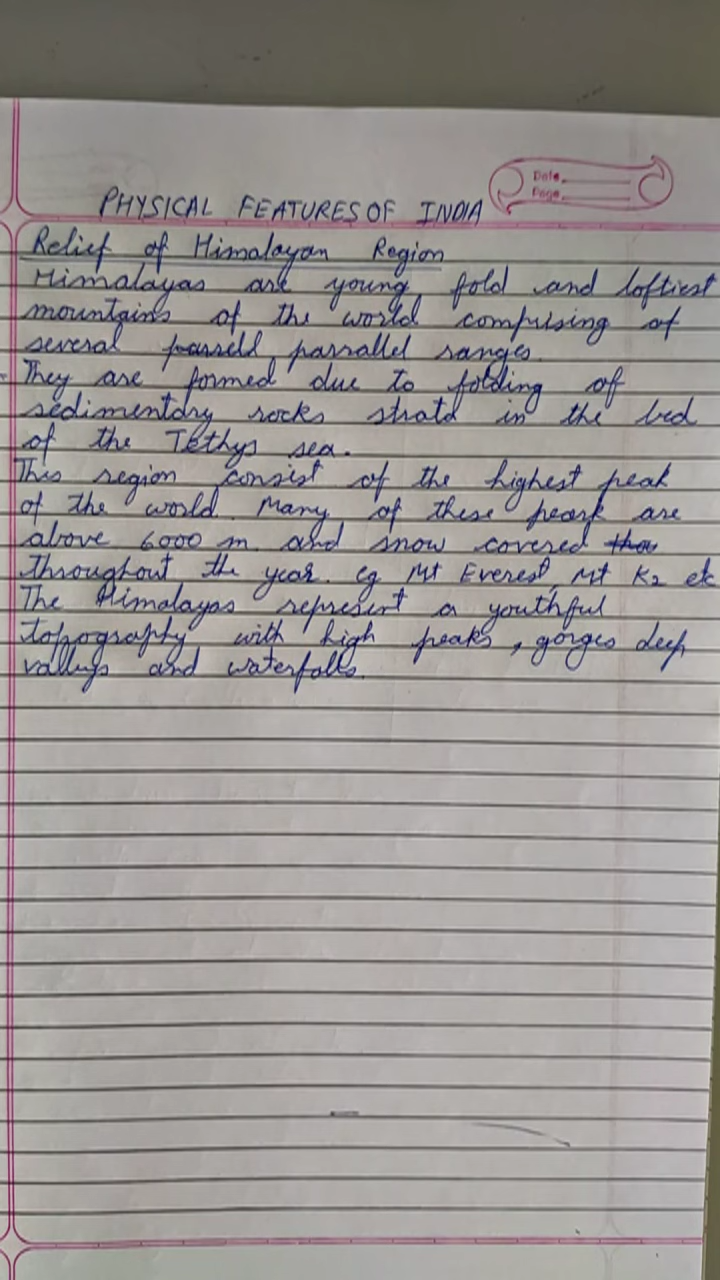 Date.
Page.
PHYSICAL FEATURES OF INDIA
Relief of Himalayan Region
Himalayas are young fold and loftiest
mountains of the world comprising of
several parrallel ranges.
They are formed due to folding of
sedimentary rocks strata in the bed
of the Tethys sea.
This region consist of the highest peak
of the world. Many of these peark are
above 6000 m and snow covered
throughout the year. eg Mt Everest, Mt K2 etc
The Himalayas represent a youthful
topography with high peaks, gorges deep
valleys and waterfalls.